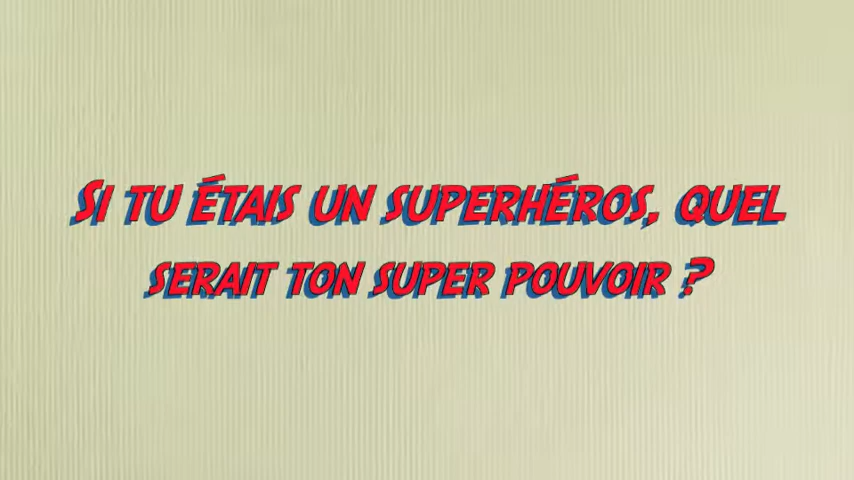 Si tu étais un superhéros, quel
serait ton super pouvoir ?